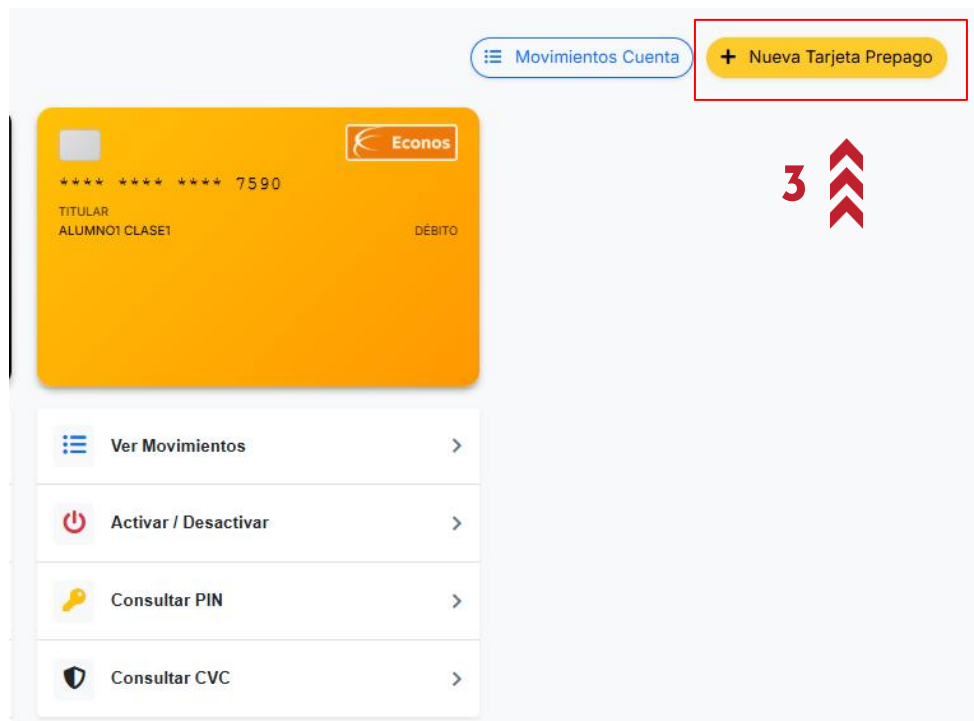 Movimientos Cuenta
+ Nueva Tarjeta Prepago
Econos
**** **** **** 7590
TITULAR
ALUMNO1 CLASE1
DÉBITO
3
Ver Movimientos
Activar / Desactivar
Consultar PIN
Consultar CVC